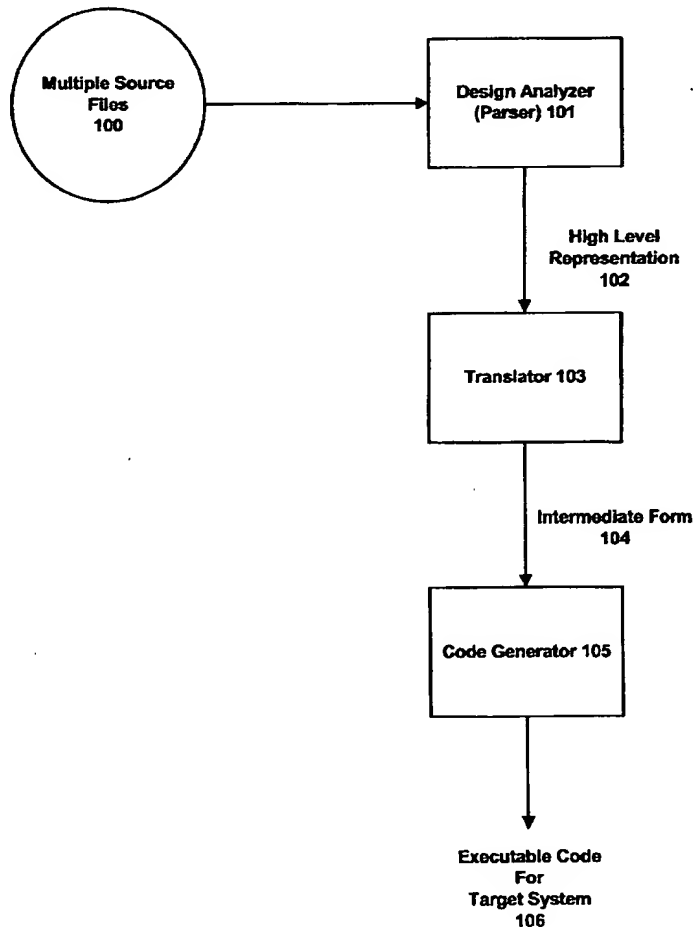 Multiple Source
Files
100
Design Analyzer
(Parser) 101
High Level
Representation
102
Translator 103
Intermediate Form
104
Code Generator 105
Executable Code
For
Target System
106